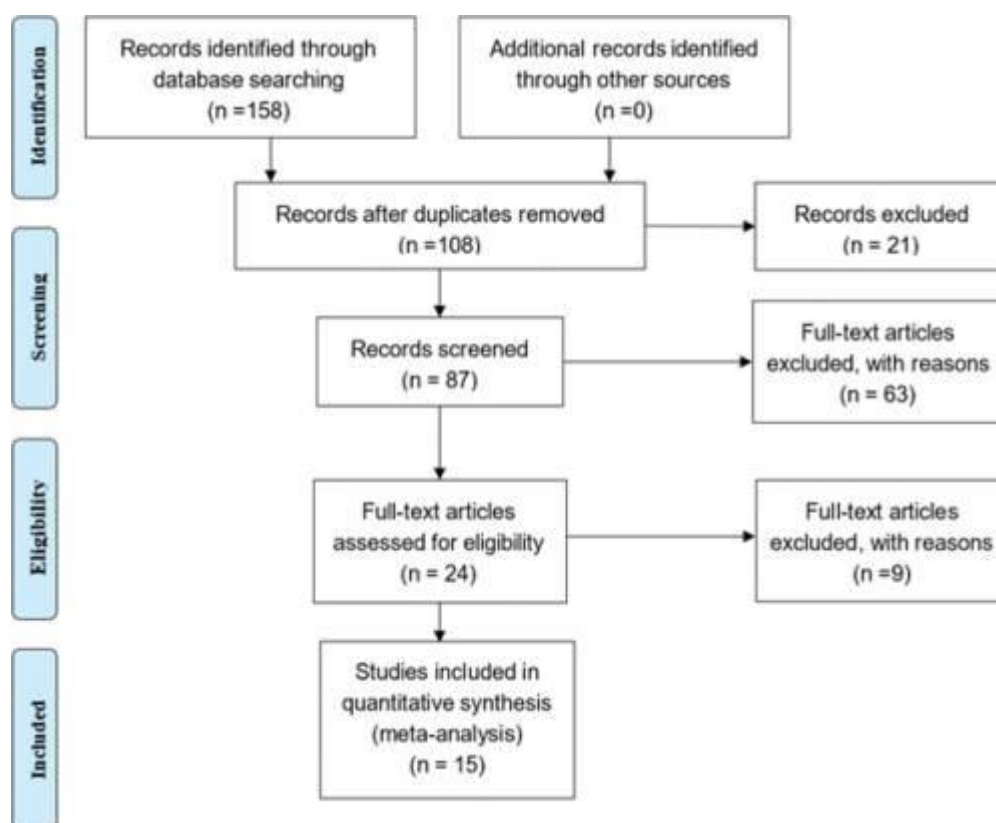 Identification
Records identified through
database searching
(n =158)
Additional records identified
through other sources
(n =0)
Records after duplicates removed
(n =108)
Records excluded
(n = 21)
Screening
Records screened
(n = 87)
Full-text articles
excluded, with reasons
(n = 63)
Eligibility
Full-text articles
assessed for eligibility
(n = 24)
Full-text articles
excluded, with reasons
(n =9)
Included
Studies included in
quantitative synthesis
(meta-analysis)
(n = 15)